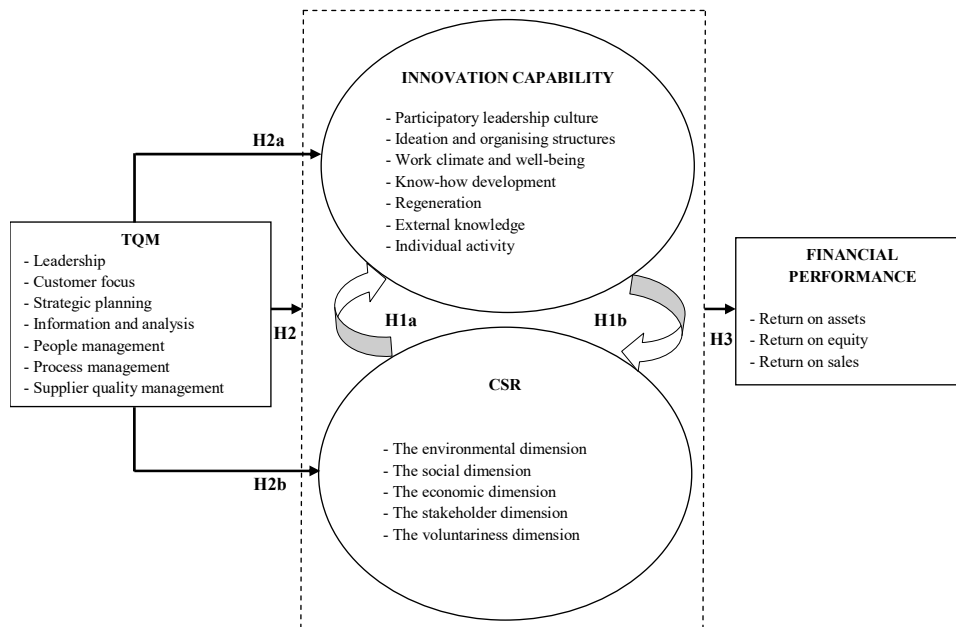 INNOVATION CAPABILITY
- Participatory leadership culture
- Ideation and organising structures
- Work climate and well-being
- Know-how development
- Regeneration
- External knowledge
- Individual activity
H2a
TQM
- Leadership
- Customer focus
- Strategic planning
- Information and analysis
- People management
- Process management
- Supplier quality management
H2
H1a
H1b
H3
FINANCIAL
PERFORMANCE
- Return on assets
- Return on equity
- Return on sales
H2b
CSR
- The environmental dimension
- The social dimension
- The economic dimension
- The stakeholder dimension
- The voluntariness dimension